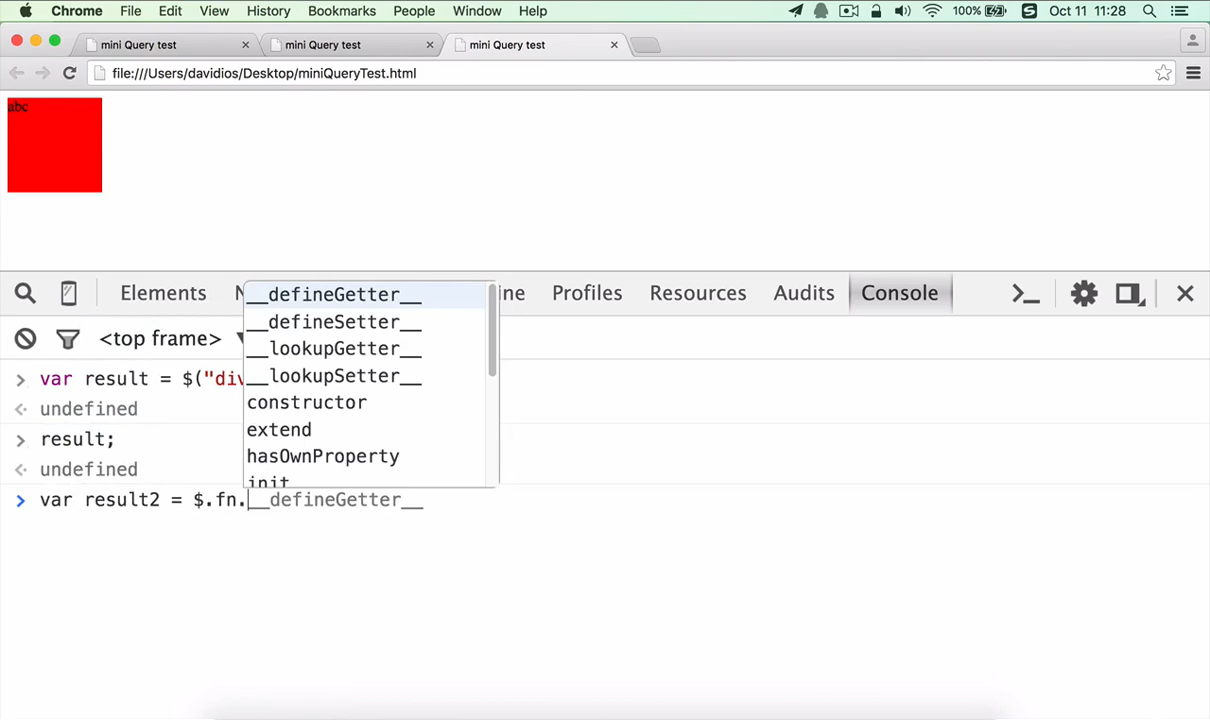 Chrome File Edit View History Bookmarks People Window Help 100% Oct 11 11:28
mini Query test mini Query test mini Query test
file:///Users/davidios/Desktop/miniQueryTest.html
abc
Elements N ine Profiles Resources Audits Console
<top frame>
var result = $("div
undefined
result;
undefined
var result2 = $.fn.__defineGetter__
__defineGetter__
__defineSetter__
__lookupGetter__
__lookupSetter__
constructor
extend
hasOwnProperty
init